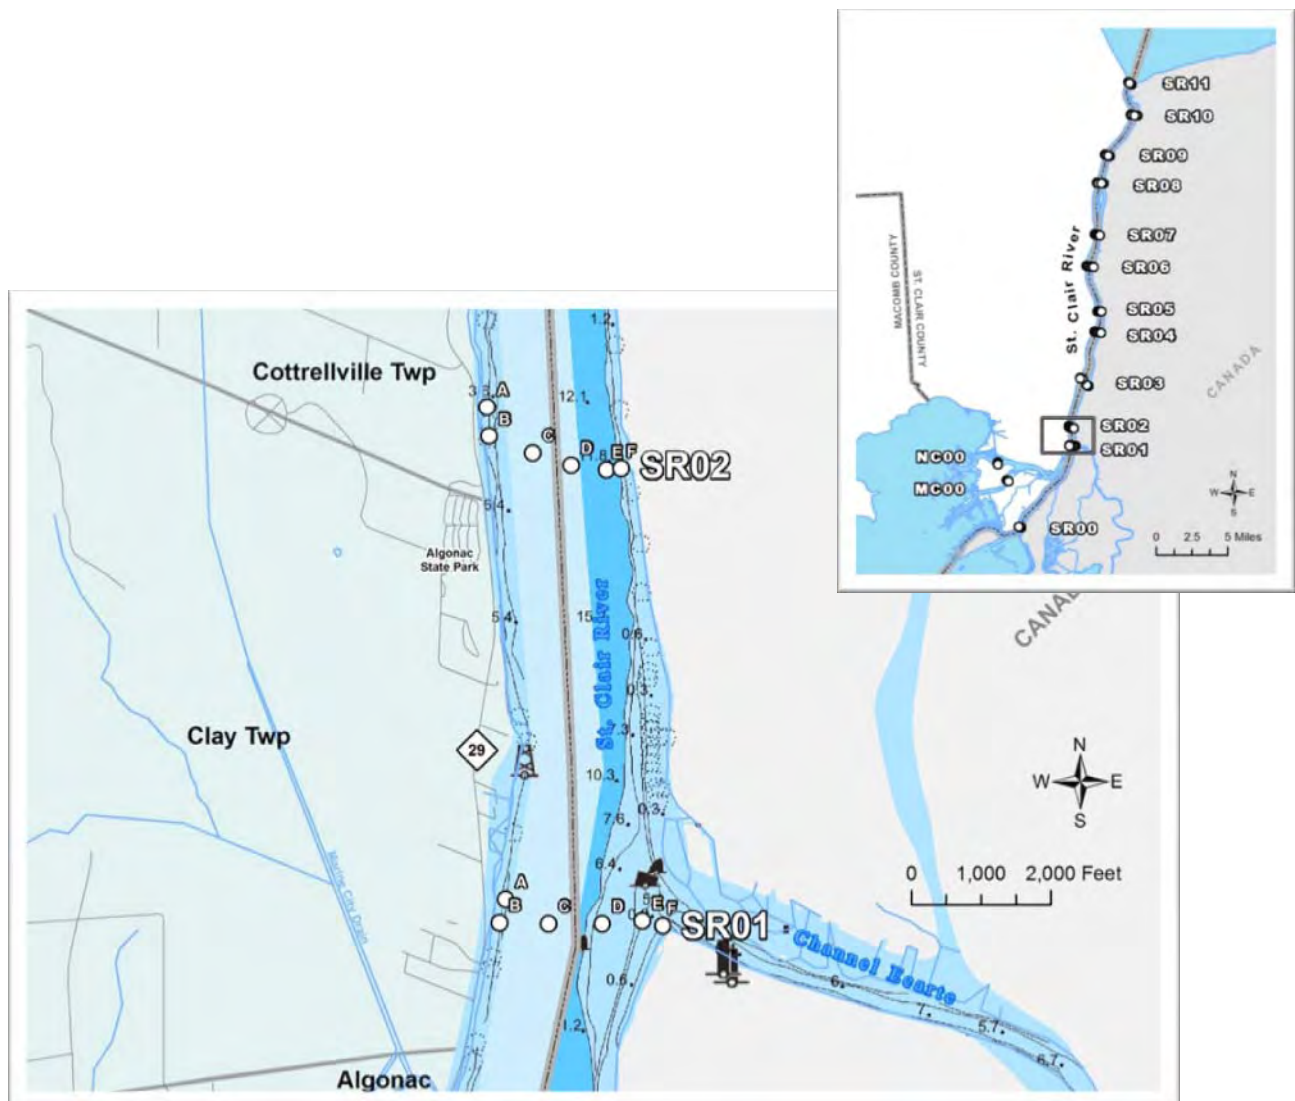 SR11
SR10
SR09
SR08
SR07
SR06
SR05
SR04
SR03
SR02
SR01
NC00
MC00
SR00
St. Clair River
MACOMB COUNTY
ST. CLAIR COUNTY
CANADA
N
W E
S
0 2.5 5 Miles
Cottrellville Twp
1.2
A
B
12.1
C
D
E F
SR02
5.4
Algonac
State Park
5.4
15
St. Clair River
0.6
0.3
7.3
Clay Twp
29
10.3
0.3
7.6
6.4
CANAD
N
W E
S
0 1,000 2,000 Feet
A
B
C
D
E
F
SR01
Channel Ecarte
0.6
6
7
5.7
6.7
1.2
Algonac